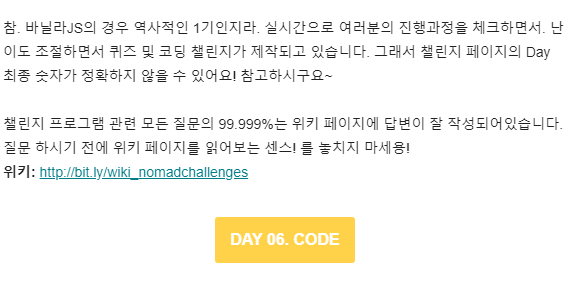 참. 바닐라JS의 경우 역사적인 1기인지라. 실시간으로 여러분의 진행과정을 체크하면서. 난
이도 조절하면서 퀴즈 및 코딩 챌린지가 제작되고 있습니다. 그래서 챌린지 페이지의 Day
최종 숫자가 정확하지 않을 수 있어요! 참고하시구요~
챌린지 프로그램 관련 모든 질문의 99.999%는 위키 페이지에 답변이 잘 작성되어있습니다.
질문 하시기 전에 위키 페이지를 읽어보는 센스! 를 놓치지 마세용!
위키: http://bit.ly/wiki_nomadchallenges
DAY 06. CODE